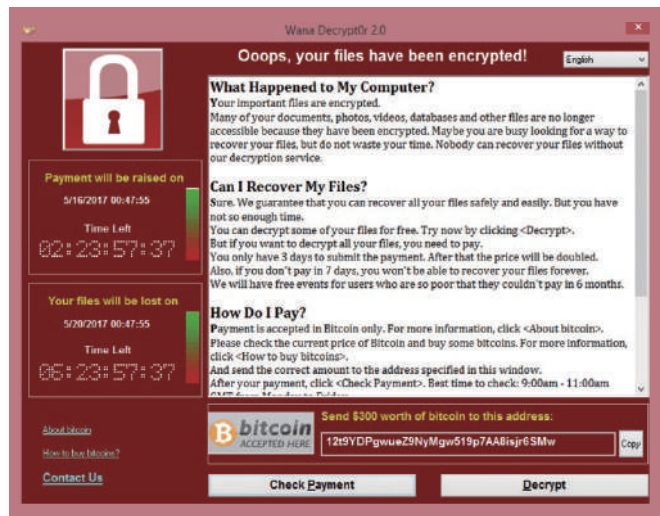 Wana Decrypt0r 2.0
Ooops, your files have been encrypted!
English
What Happened to My Computer?
Your important files are encrypted.
Many of your documents, photos, videos, databases and other files are no longer
accessible because they have been encrypted. Maybe you are busy looking for a way to
recover your files, but do not waste your time. Nobody can recover your files without
our decryption service.
Can I Recover My Files?
Sure. We guarantee that you can recover all your files safely and easily. But you have
not so enough time.
You can decrypt some of your files for free. Try now by clicking <Decrypt>.
But if you want to decrypt all your files, you need to pay.
You only have 3 days to submit the payment. After that the price will be doubled.
Also, if you don't pay in 7 days, you won't be able to recover your files forever.
We will have free events for users who are so poor that they couldn't pay in 6 months.
How Do I Pay?
Payment is accepted in Bitcoin only. For more information, click <About bitcoin>.
Please check the current price of Bitcoin and buy some bitcoins. For more information,
click <How to buy bitcoins>.
And send the correct amount to the address specified in this window.
After your payment, click <Check Payment>. Best time to check: 9:00am - 11:00am
GMT from Monday to Friday
Payment will be raised on
5/16/2017 00:47:55
Time Left
02:23:57:37
Your files will be lost on
5/20/2017 00:47:55
Time Left
06:23:57:37
About bitcoin
How to buy bitcoins?
Contact Us
bitcoin
ACCEPTED HERE
Send $300 worth of bitcoin to this address:
12t9YDPgwueZ9NyMgw519p7AA8isjr6SMw
Copy
Check Payment
Decrypt